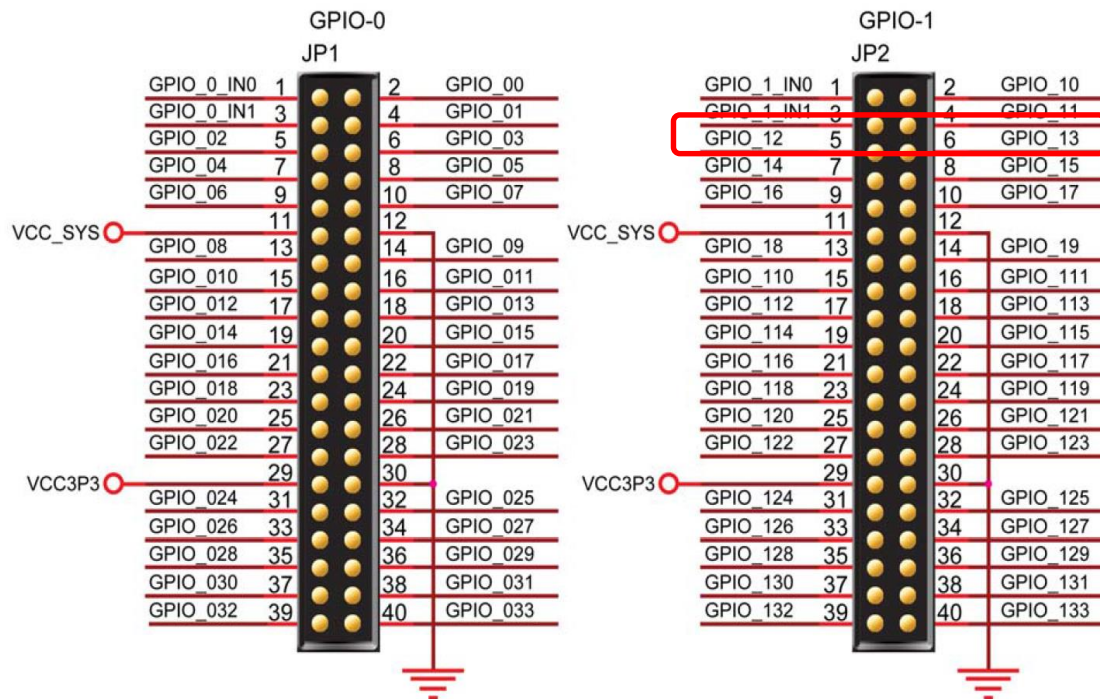 GPIO-0 GPIO-1
JP1 JP2
GPIO_0_IN0 1 2 GPIO_00 GPIO_1_IN0 1 2 GPIO_10
GPIO_0_IN1 3 4 GPIO_01 GPIO_1_IN1 3 4 GPIO_11
GPIO_02 5 6 GPIO_03 GPIO_12 5 6 GPIO_13
GPIO_04 7 8 GPIO_05 GPIO_14 7 8 GPIO_15
GPIO_06 9 10 GPIO_07 GPIO_16 9 10 GPIO_17
VCC_SYS 11 12 VCC_SYS 11 12
GPIO_08 13 14 GPIO_09 GPIO_18 13 14 GPIO_19
GPIO_010 15 16 GPIO_011 GPIO_110 15 16 GPIO_111
GPIO_012 17 18 GPIO_013 GPIO_112 17 18 GPIO_113
GPIO_014 19 20 GPIO_015 GPIO_114 19 20 GPIO_115
GPIO_016 21 22 GPIO_017 GPIO_116 21 22 GPIO_117
GPIO_018 23 24 GPIO_019 GPIO_118 23 24 GPIO_119
GPIO_020 25 26 GPIO_021 GPIO_120 25 26 GPIO_121
GPIO_022 27 28 GPIO_023 GPIO_122 27 28 GPIO_123
VCC3P3 29 30 VCC3P3 29 30
GPIO_024 31 32 GPIO_025 GPIO_124 31 32 GPIO_125
GPIO_026 33 34 GPIO_027 GPIO_126 33 34 GPIO_127
GPIO_028 35 36 GPIO_029 GPIO_128 35 36 GPIO_129
GPIO_030 37 38 GPIO_031 GPIO_130 37 38 GPIO_131
GPIO_032 39 40 GPIO_033 GPIO_132 39 40 GPIO_133